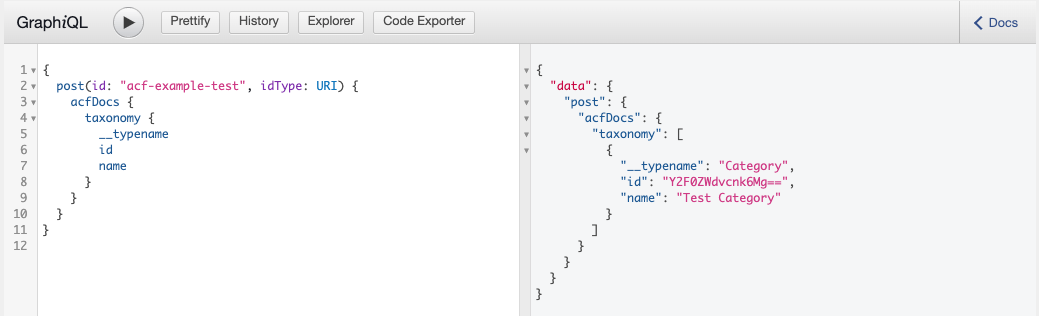 GraphiQL Prettify History Explorer Code Exporter Docs
1 {
2 post(id: "acf-example-test", idType: URI) {
3 acfDocs {
4 taxonomy {
5 __typename
6 id
7 name
8 }
9 }
10 }
11 }
12
{
"data": {
"post": {
"acfDocs": {
"taxonomy": [
{
"__typename": "Category",
"id": "Y2F0ZWdvcnk6Mg==",
"name": "Test Category"
}
]
}
}
}
}